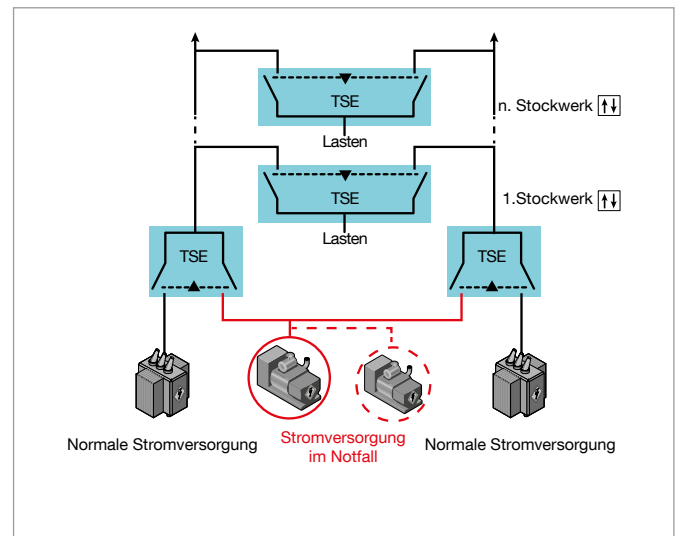 TSE
n. Stockwerk
Lasten
TSE
1.Stockwerk
Lasten
TSE
TSE
Normale Stromversorgung
Stromversorgung
im Notfall
Normale Stromversorgung